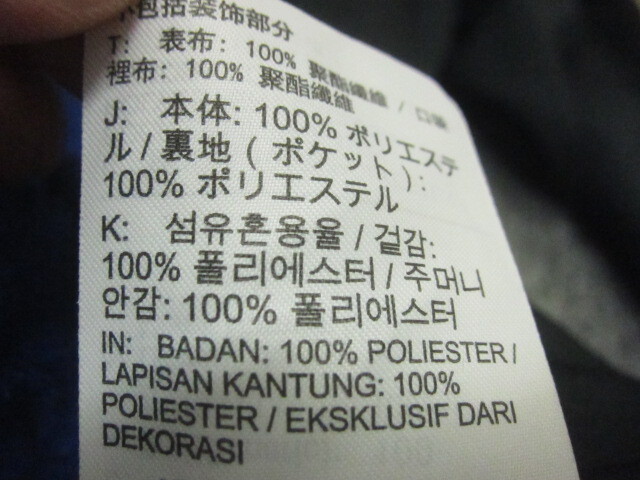 不包括装饰部分
T: 表布: 100% 聚酯纖維 / 口袋
裡布: 100% 聚酯纖維
J: 本体: 100% ポリエステ
ル / 裏地 ( ポケット ):
100% ポリエステル
K: 섬유혼용율 / 겉감:
100% 폴리에스터 / 주머니
안감: 100% 폴리에스터
IN: BADAN: 100% POLIESTER /
LAPISAN KANTUNG: 100%
POLIESTER / EKSKLUSIF DARI
DEKORASI